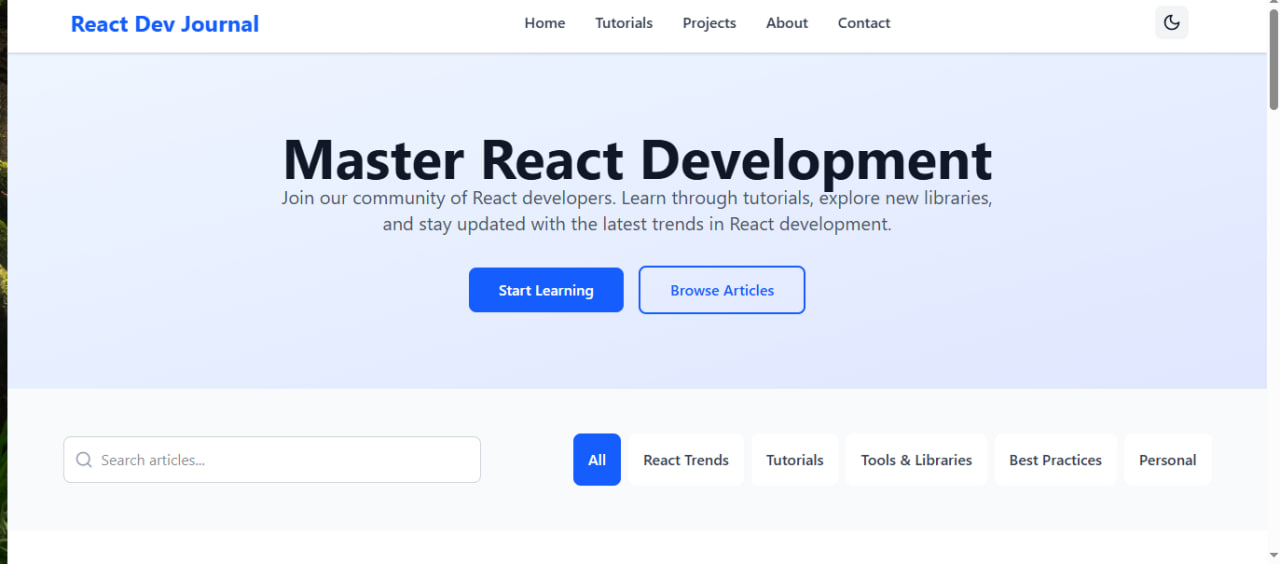 React Dev Journal
Home
Tutorials
Projects
About
Contact
Master React Development
Join our community of React developers. Learn through tutorials, explore new libraries,
and stay updated with the latest trends in React development.
Start Learning
Browse Articles
Search articles...
All
React Trends
Tutorials
Tools & Libraries
Best Practices
Personal